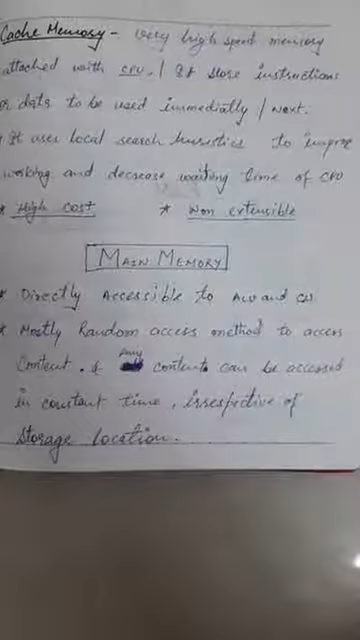 Cache Memory - very high speed memory
attached with CPU. / It store instructions
or data to be used immedially / next.
* It uses local search heuristics to improve
working and decrease waiting time of CPU
* High cost * Non extensible
MAIN MEMORY
* Directly Accessible to ALU and CU.
* Mostly Random access method to access
Content. & any content can be accessed
in constant time, irrespective of
storage location.